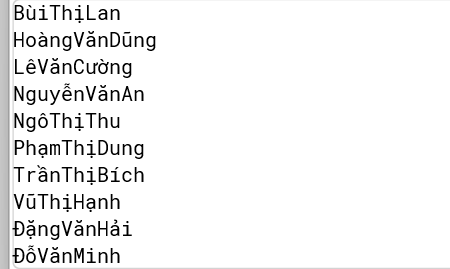 BùiThịLan
HoàngVănDũng
LêVănCường
NguyễnVănAn
NgôThịThu
PhạmThịDung
TrầnThịBích
VũThịHạnh
ĐặngVănHải
ĐỗVănMinh